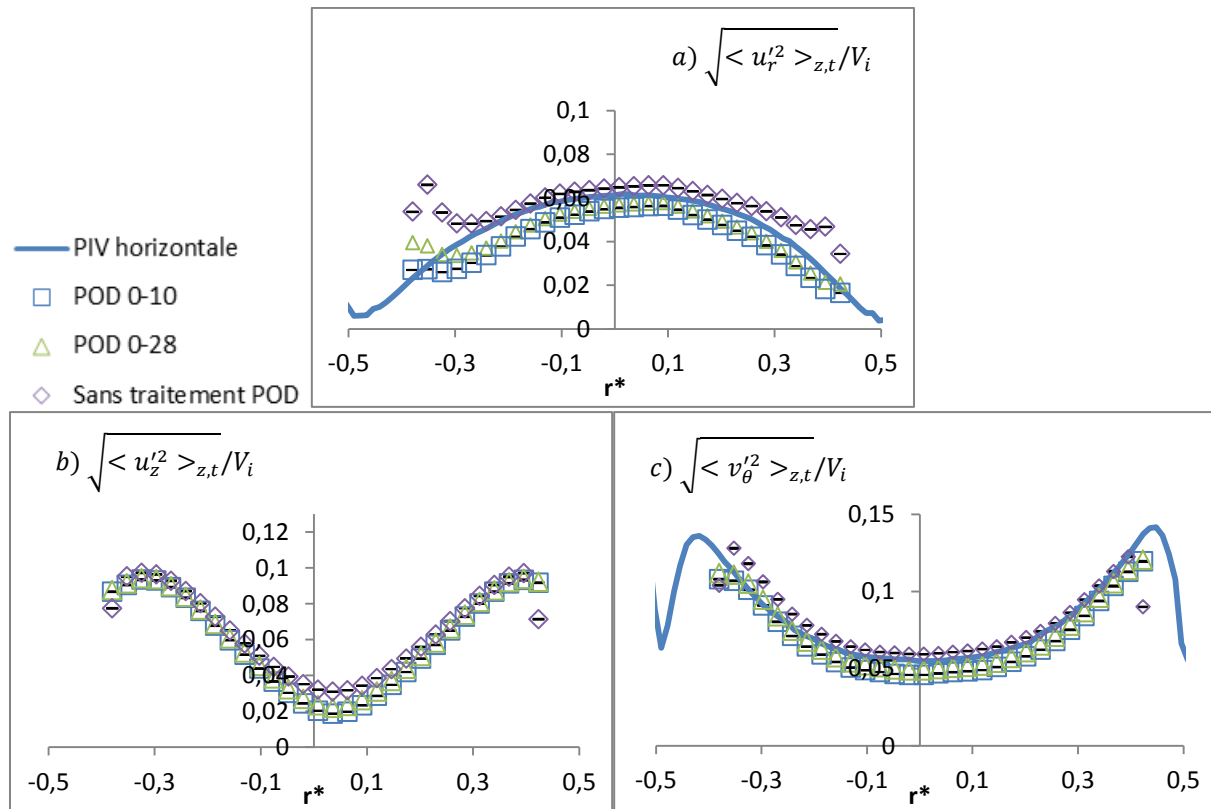 a) √< u′r² >z,t /Vi
0,1
0,08
0,06
0,04
0,02
0
-0,5 -0,3 -0,1 0,1 0,3 0,5
r*
PIV horizontale
POD 0-10
POD 0-28
Sans traitement POD
b) √< u′z² >z,t /Vi
0,12
0,1
0,08
0,06
0,04
0,02
0
-0,5 -0,3 -0,1 0,1 0,3 0,5
r*
c) √< v′θ² >z,t /Vi
0,15
0,1
0,05
0
-0,5 -0,3 -0,1 0,1 0,3 0,5
r*